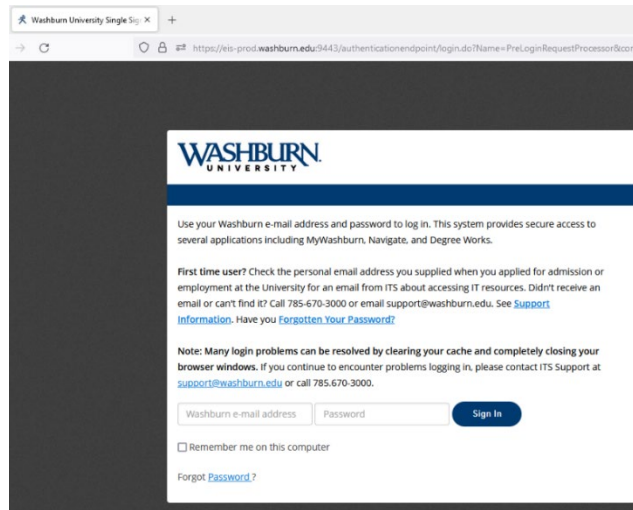 Washburn University Single Sig
https://eis-prod.washburn.edu:9443/authenticationendpoint/login.do?Name=PreLoginRequestProcessor&cor
WASHBURN
UNIVERSITY
Use your Washburn e-mail address and password to log in. This system provides secure access to
several applications including MyWashburn, Navigate, and Degree Works.
First time user? Check the personal email address you supplied when you applied for admission or
employment at the University for an email from ITS about accessing IT resources. Didn't receive an
email or can't find it? Call 785-670-3000 or email support@washburn.edu. See Support
Information. Have you Forgotten Your Password?
Note: Many login problems can be resolved by clearing your cache and completely closing your
browser windows. If you continue to encounter problems logging in, please contact ITS Support at
support@washburn.edu or call 785.670-3000.
Washburn e-mail address Password Sign In
Remember me on this computer
Forgot Password ?